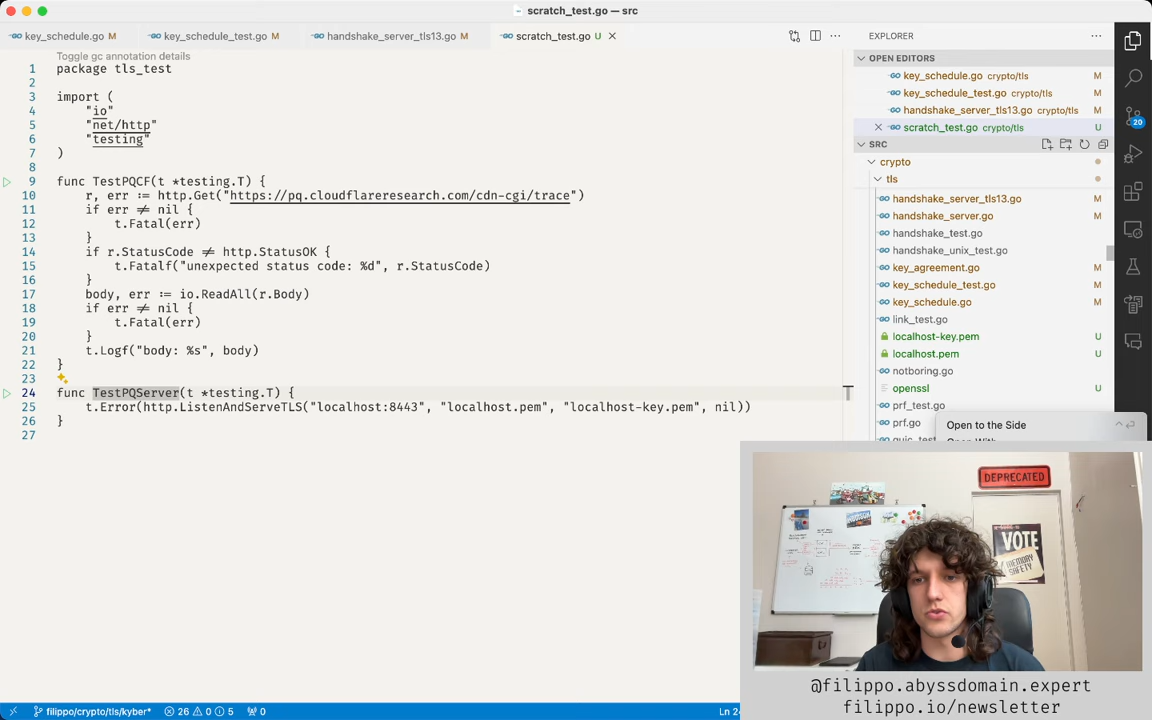 scratch_test.go — src
key_schedule.go M
key_schedule_test.go M
handshake_server_tls13.go M
scratch_test.go U
Toggle gc annotation details
1 package tls_test
2
3 import (
4 "io"
5 "net/http"
6 "testing"
7 )
8
9 func TestPQCF(t *testing.T) {
10 r, err := http.Get("https://pq.cloudflareresearch.com/cdn-cgi/trace")
11 if err ≠ nil {
12 t.Fatal(err)
13 }
14 if r.StatusCode ≠ http.StatusOK {
15 t.Fatalf("unexpected status code: %d", r.StatusCode)
16 }
17 body, err := io.ReadAll(r.Body)
18 if err ≠ nil {
19 t.Fatal(err)
20 }
21 t.Logf("body: %s", body)
22 }
23
24 func TestPQServer(t *testing.T) {
25 t.Error(http.ListenAndServeTLS("localhost:8443", "localhost.pem", "localhost-key.pem", nil))
26 }
27
EXPLORER
OPEN EDITORS
key_schedule.go crypto/tls M
key_schedule_test.go crypto/tls M
handshake_server_tls13.go crypto/tls M
scratch_test.go crypto/tls U
SRC
crypto
tls
handshake_server_tls13.go M
handshake_server.go M
handshake_test.go
handshake_unix_test.go
key_agreement.go M
key_schedule_test.go M
key_schedule.go M
link_test.go
localhost-key.pem U
localhost.pem U
notboring.go
openssl U
prf_test.go
prf.go
Open to the Side
20
DEPRECATED
VOTE
MEMORY
SAFETY
@filippo.abyssdomain.expert
filippo.io/newsletter
filippo/crypto/tls/kyber* 26 0 5 0